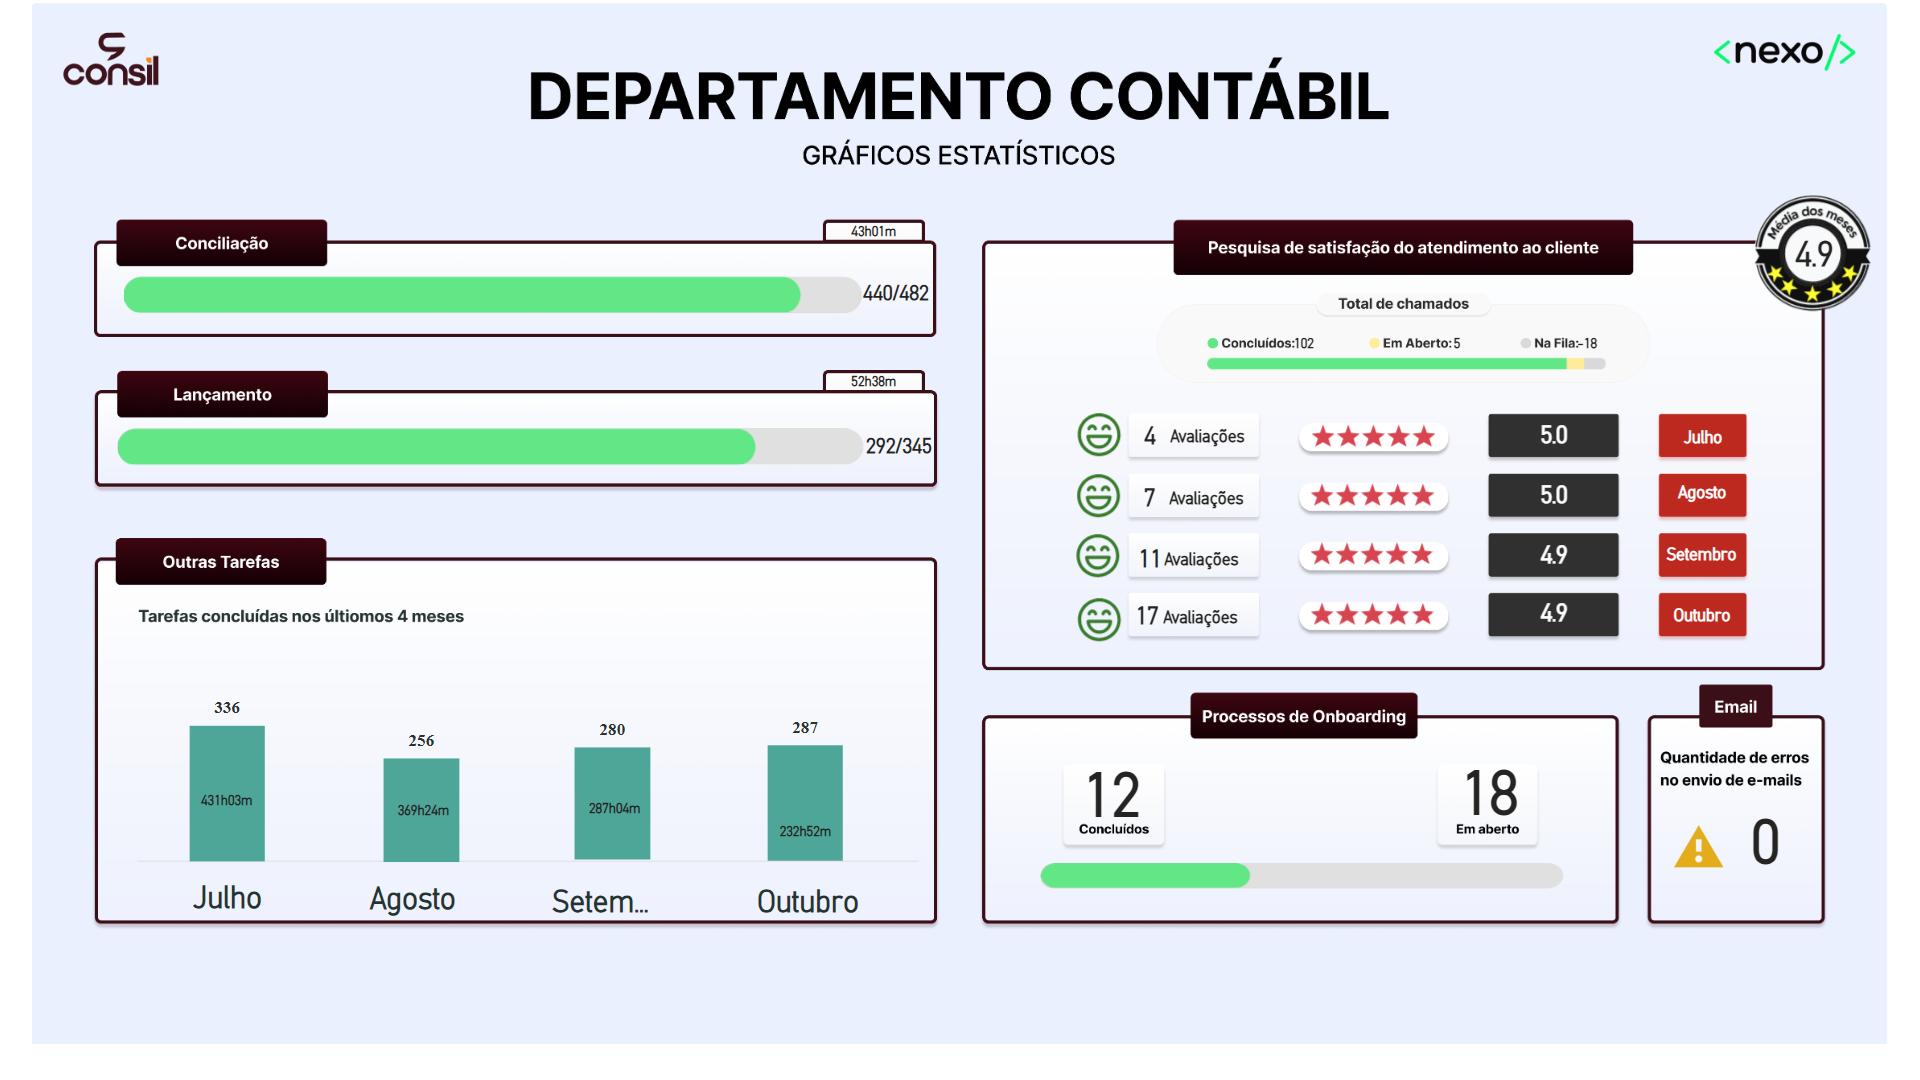 consil
<nexo/>
DEPARTAMENTO CONTÁBIL
GRÁFICOS ESTATÍSTICOS
Conciliação
43h01m
440/482
Lançamento
52h38m
292/345
Outras Tarefas
Tarefas concluídas nos últiomos 4 meses
336
256
280
287
431h03m
369h24m
287h04m
232h52m
Julho
Agosto
Setem...
Outubro
Pesquisa de satisfação do atendimento ao cliente
Média dos meses
4.9
Total de chamados
Concluídos:102
Em Aberto:5
Na Fila:-18
4 Avaliações
5.0
Julho
7 Avaliações
5.0
Agosto
11 Avaliações
4.9
Setembro
17 Avaliações
4.9
Outubro
Processos de Onboarding
12
Concluídos
18
Em aberto
Email
Quantidade de erros
no envio de e-mails
0